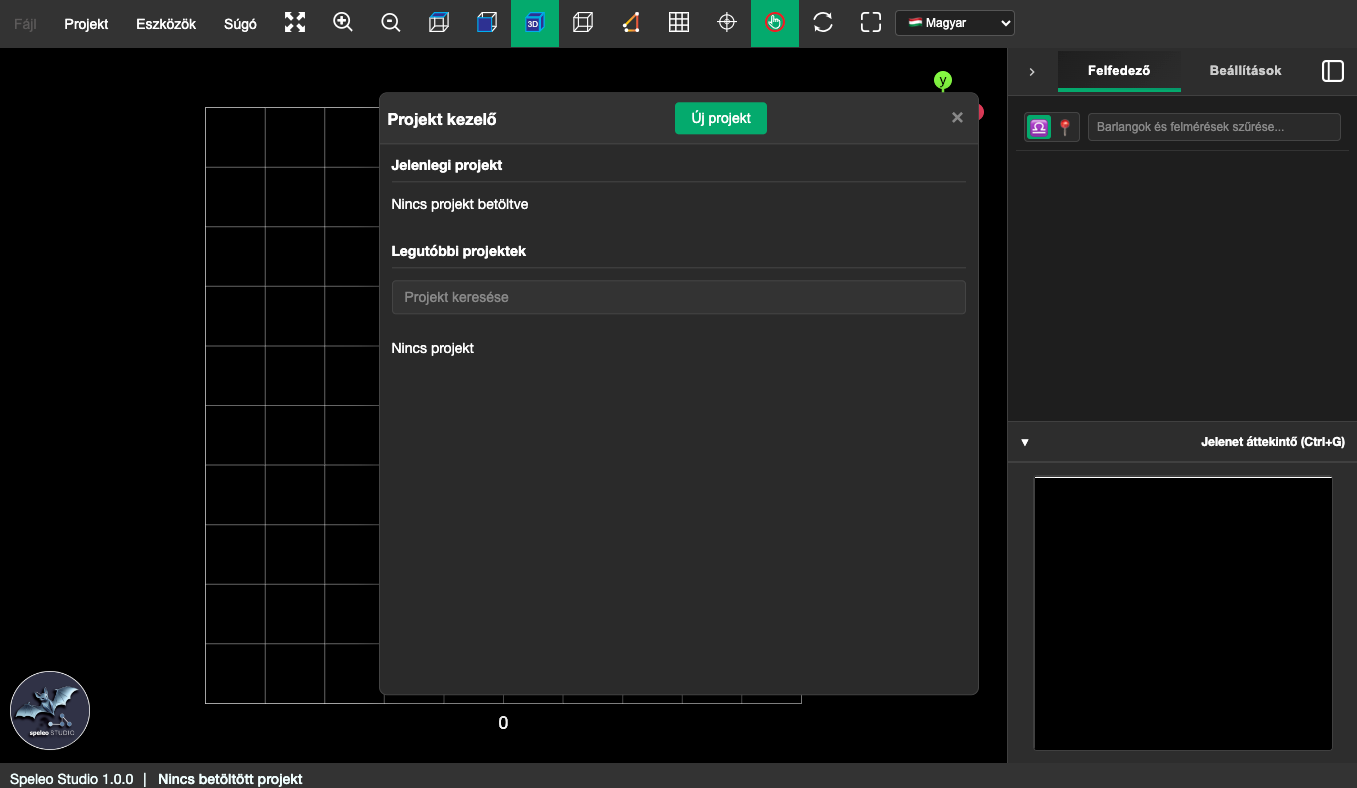 Fájl Projekt Eszközök Súgó 3D Magyar
Felfedező Beállítások
y
Projekt kezelő Új projekt ×
Barlangok és felmérések szűrése...
Jelenlegi projekt
Nincs projekt betöltve
Legutóbbi projektek
Projekt keresése
Nincs projekt
Jelenet áttekintő (Ctrl+G)
0
speleo STUDIO
Speleo Studio 1.0.0 | Nincs betöltött projekt